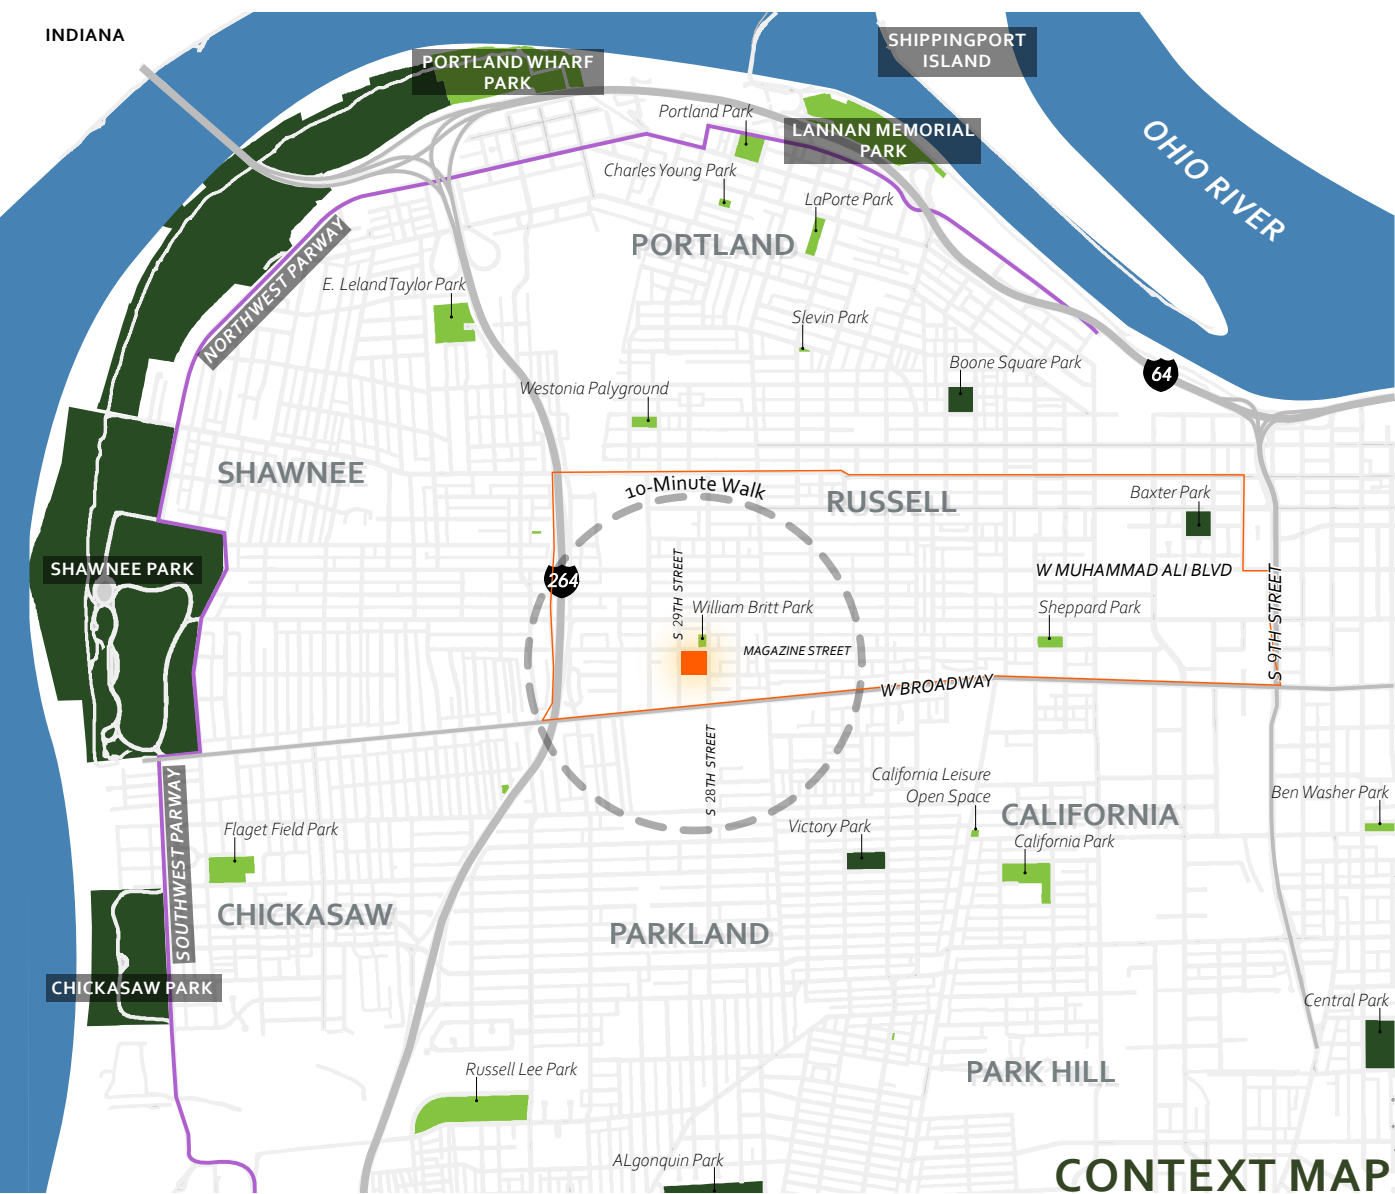 INDIANA
SHIPPINGPORT
ISLAND
PORTLAND WHARF
PARK
Portland Park
LANNAN MEMORIAL
PARK
OHIO RIVER
Charles Young Park
LaPorte Park
PORTLAND
NORTHWEST PARWAY
E. Leland Taylor Park
Slevin Park
Boone Square Park
64
Westonia Palyground
SHAWNEE
10-Minute Walk
RUSSELL
Baxter Park
SHAWNEE PARK
264
W MUHAMMAD ALI BLVD
S 29TH STREET
William Britt Park
Sheppard Park
S 9TH STREET
MAGAZINE STREET
W BROADWAY
S 28TH STREET
California Leisure
Open Space
Ben Washer Park
CALIFORNIA
SOUTHWEST PARWAY
Flaget Field Park
Victory Park
California Park
CHICKASAW
PARKLAND
CHICKASAW PARK
Central Park
Russell Lee Park
PARK HILL
ALgonquin Park
CONTEXT MAP